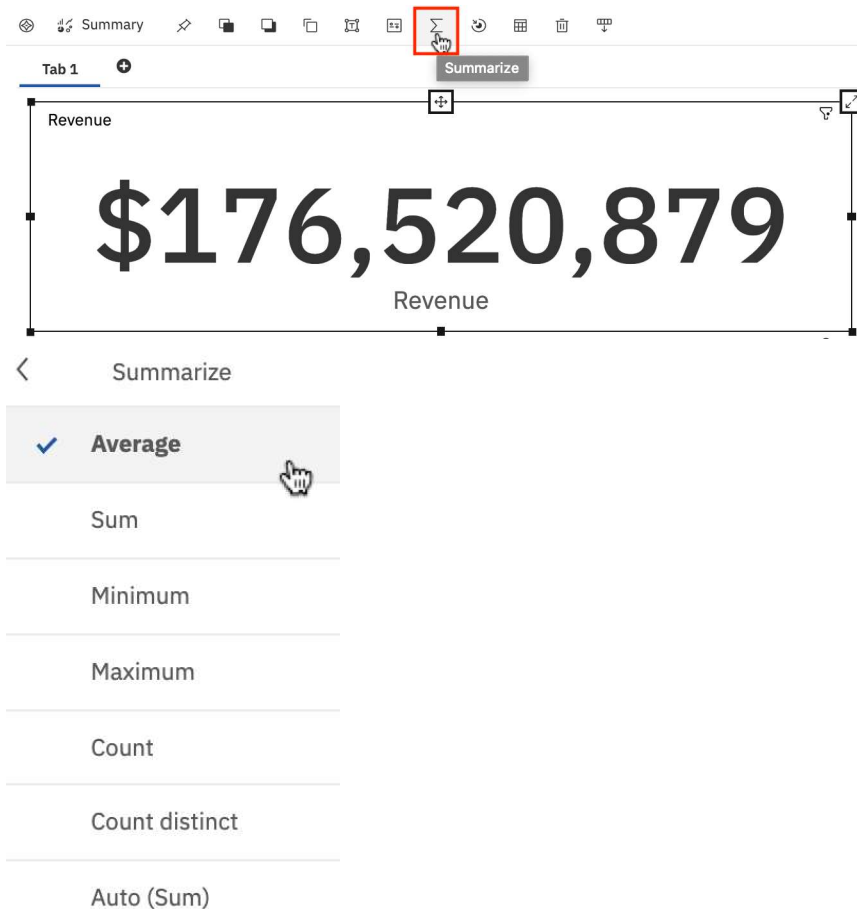 Summary
Tab 1
Summarize
Revenue
$176,520,879
Revenue
Summarize
Average
Sum
Minimum
Maximum
Count
Count distinct
Auto (Sum)